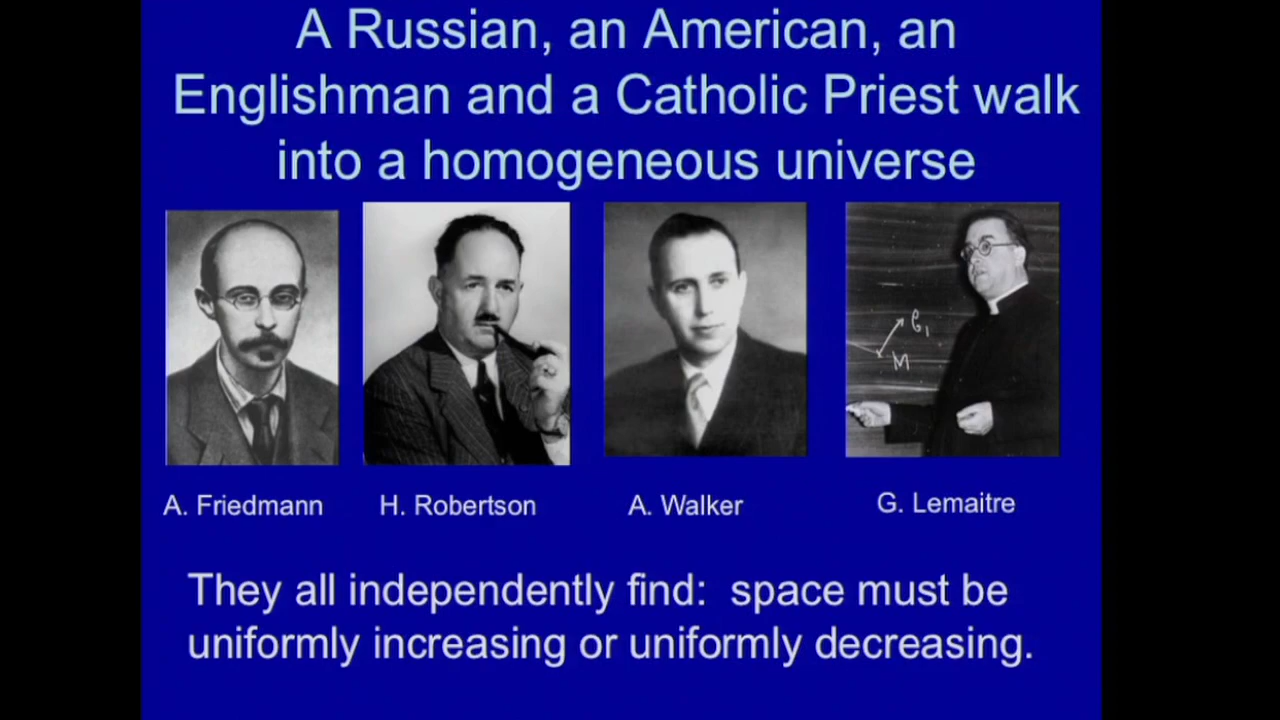 A Russian, an American, an
Englishman and a Catholic Priest walk
into a homogeneous universe
ℓ₁
M
A. Friedmann
H. Robertson
A. Walker
G. Lemaitre
They all independently find:  space must be
uniformly increasing or uniformly decreasing.